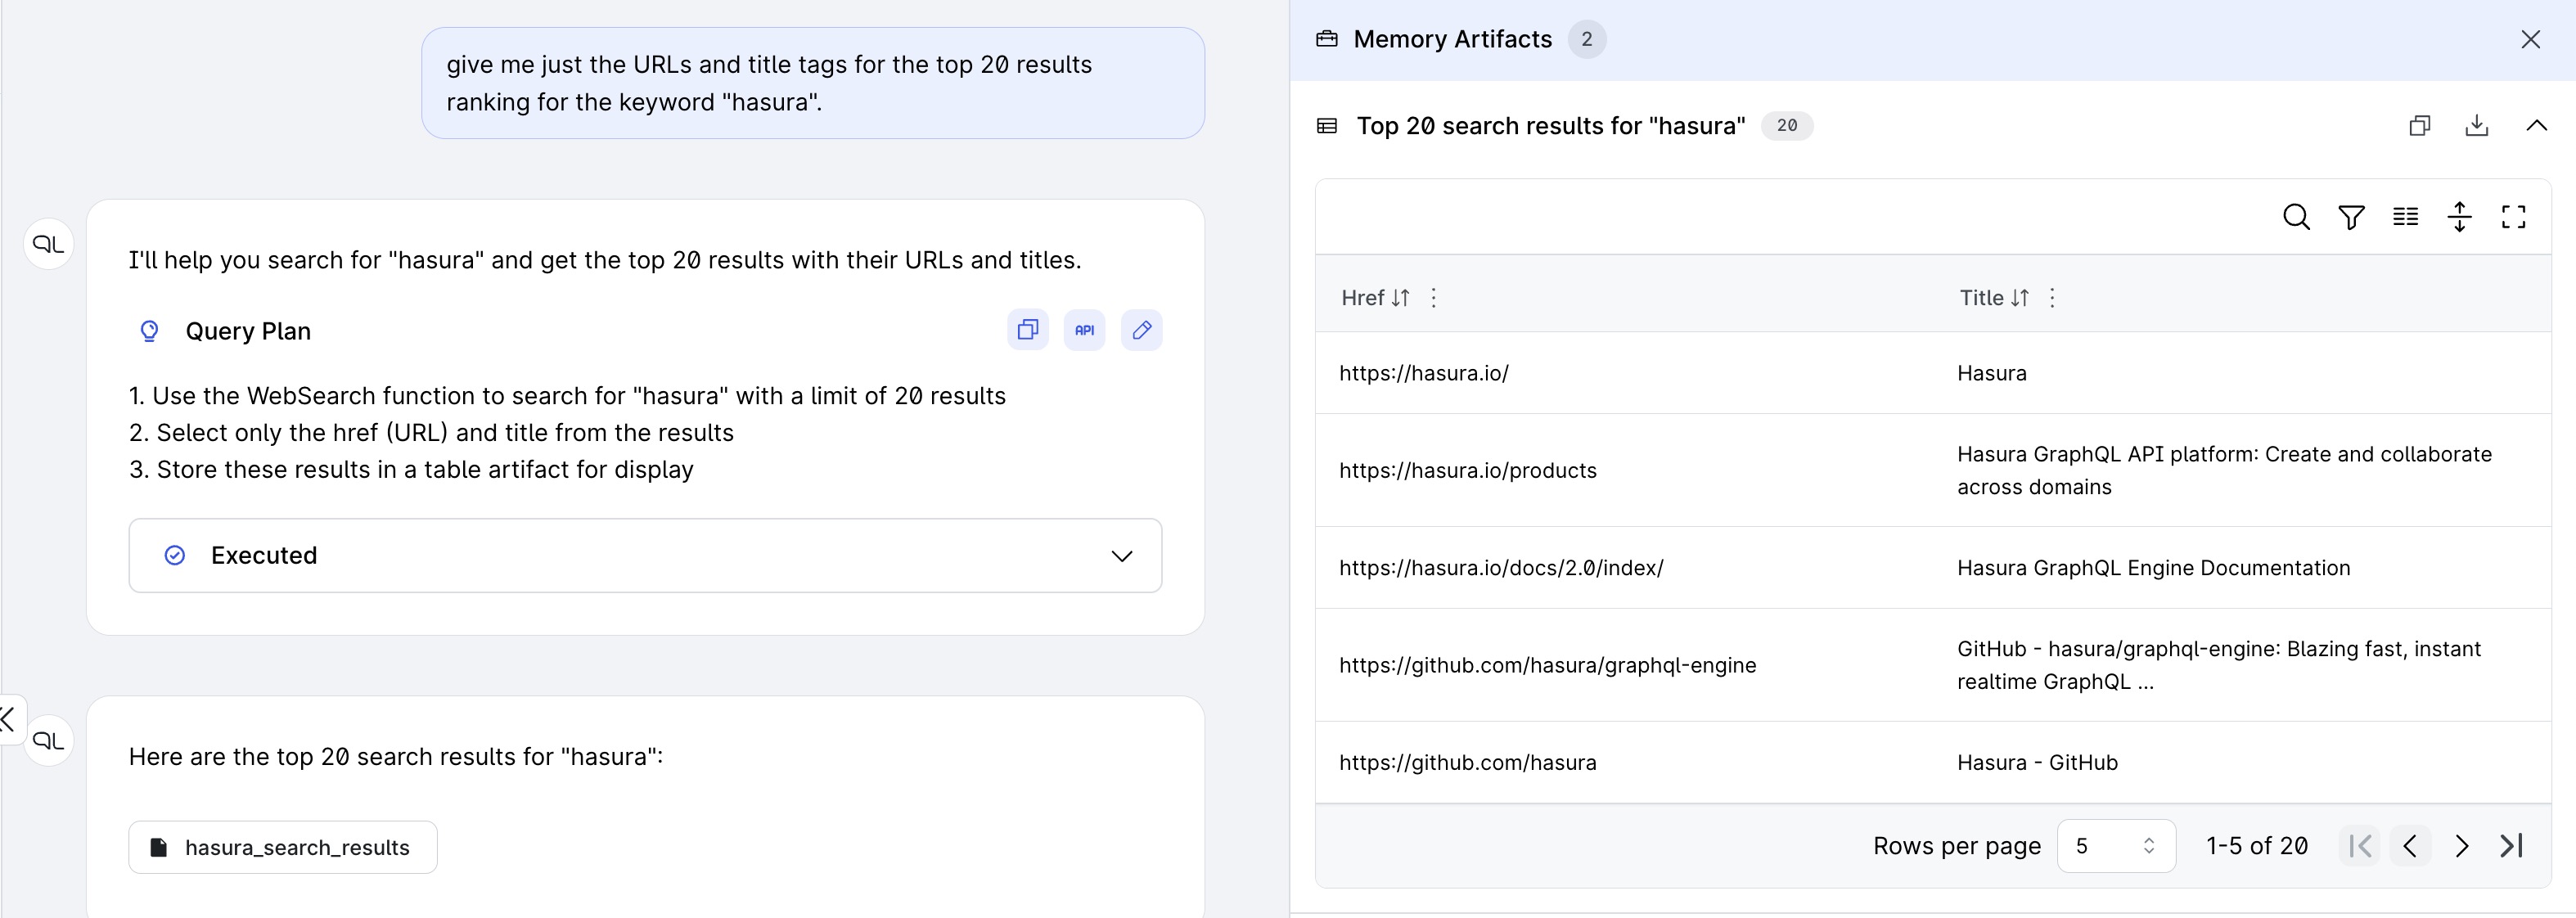 give me just the URLs and title tags for the top 20 results
ranking for the keyword "hasura".
I'll help you search for "hasura" and get the top 20 results with their URLs and titles.
Query Plan
API
1. Use the WebSearch function to search for "hasura" with a limit of 20 results
2. Select only the href (URL) and title from the results
3. Store these results in a table artifact for display
Executed
Here are the top 20 search results for "hasura":
hasura_search_results
Memory Artifacts 2
Top 20 search results for "hasura" 20
Href Title
https://hasura.io/ Hasura
https://hasura.io/products Hasura GraphQL API platform: Create and collaborate
across domains
https://hasura.io/docs/2.0/index/ Hasura GraphQL Engine Documentation
https://github.com/hasura/graphql-engine GitHub - hasura/graphql-engine: Blazing fast, instant
realtime GraphQL ...
https://github.com/hasura Hasura - GitHub
Rows per page 5 1-5 of 20